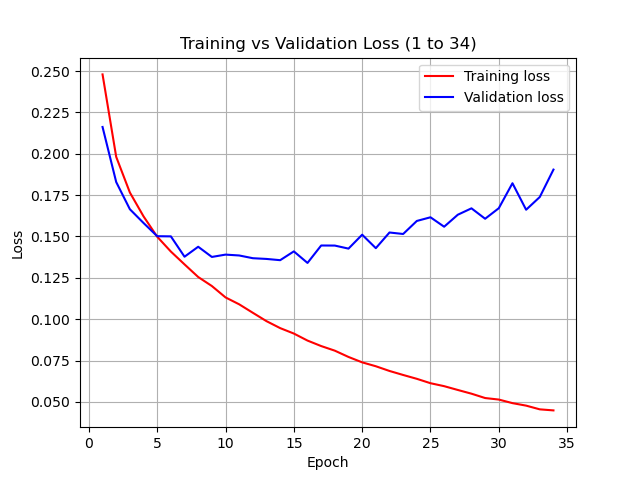 Training vs Validation Loss (1 to 34)
Training loss
Validation loss
0.250
0.225
0.200
0.175
0.150
0.125
0.100
0.075
0.050
Loss
0 5 10 15 20 25 30 35
Epoch